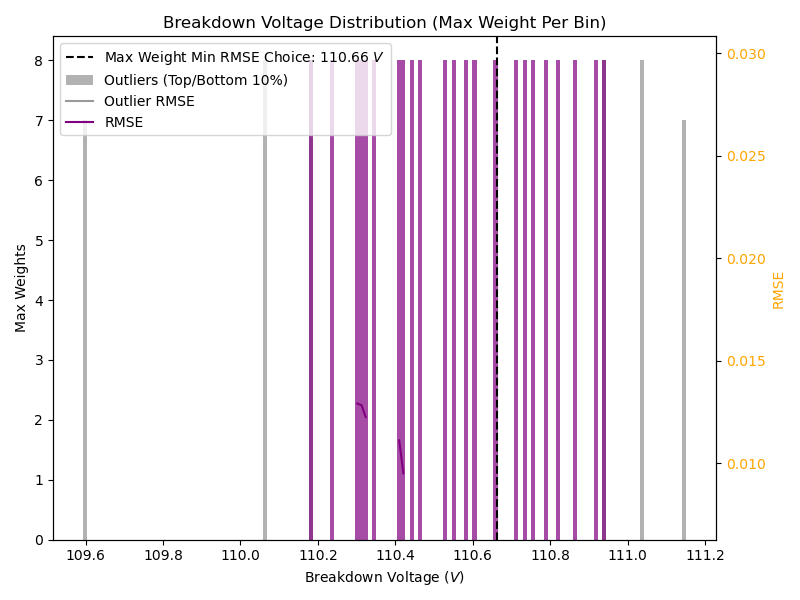 Breakdown Voltage Distribution (Max Weight Per Bin)
Max Weight Min RMSE Choice: 110.66 V
Outliers (Top/Bottom 10%)
Outlier RMSE
RMSE
Max Weights
8
7
6
5
4
3
2
1
0
0.030
0.025
0.020
0.015
0.010
RMSE
109.6 109.8 110.0 110.2 110.4 110.6 110.8 111.0 111.2
Breakdown Voltage (V)